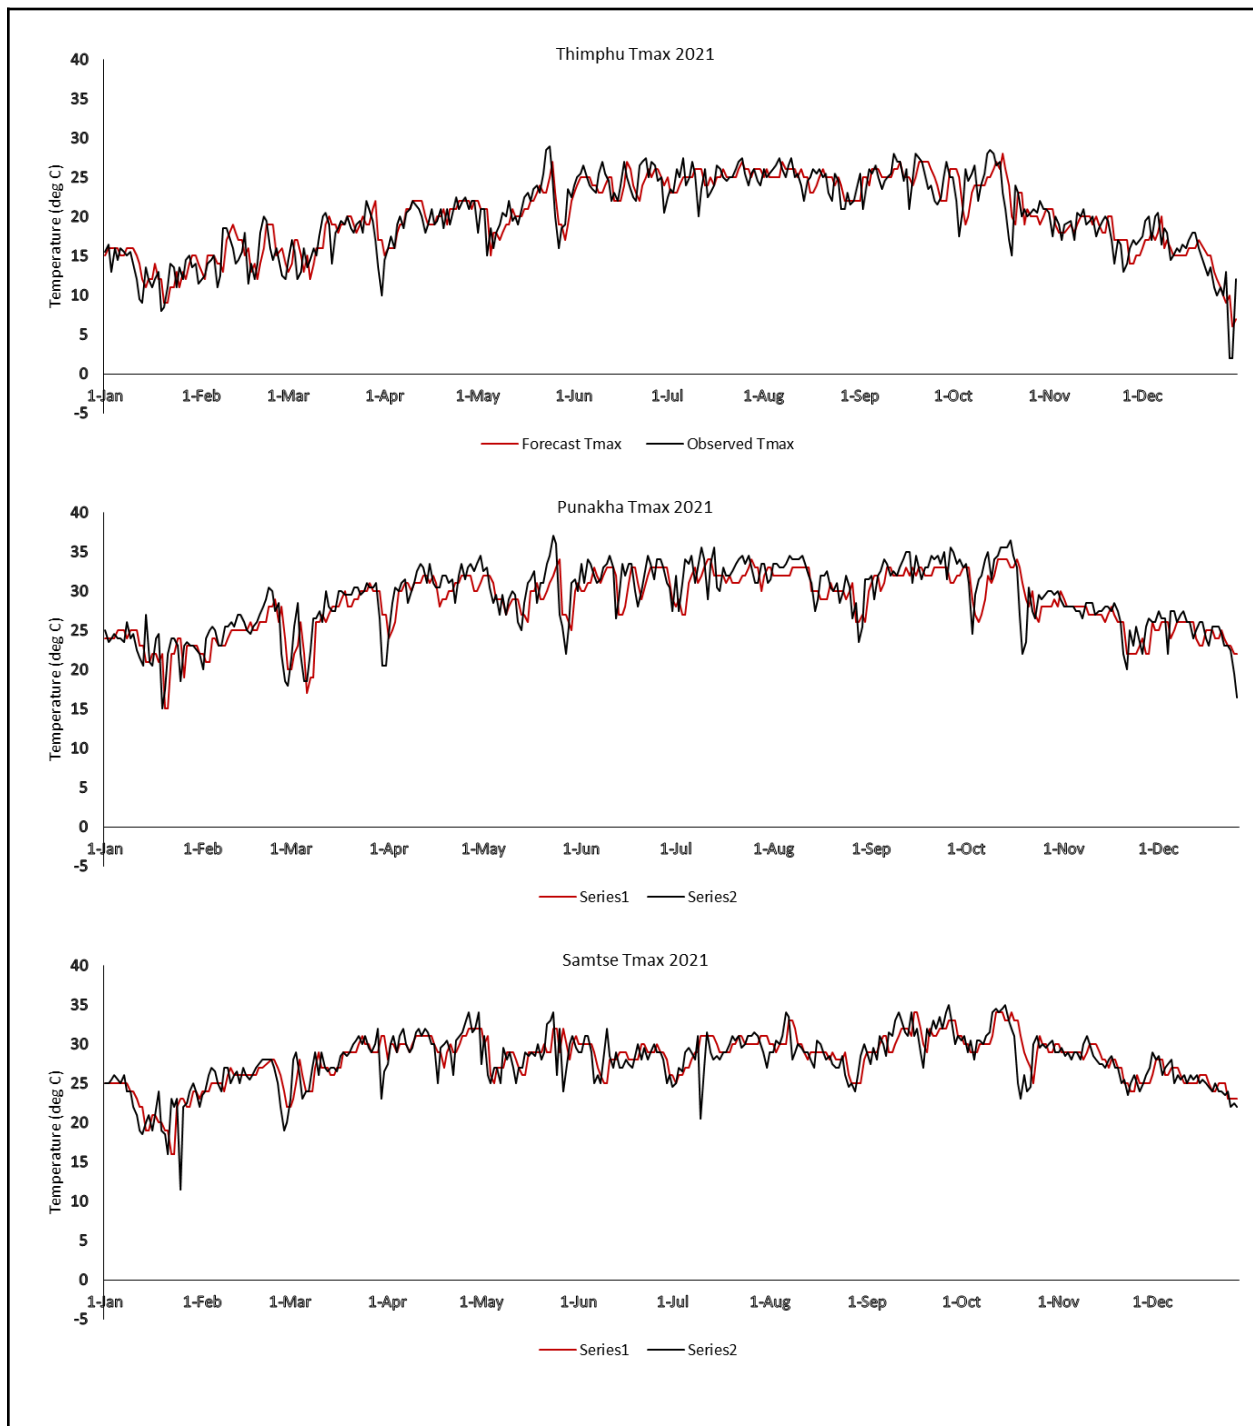 Thimphu Tmax 2021
40
35
30
25
20
15
10
5
0
-5
Temperature (deg C)
1-Jan 1-Feb 1-Mar 1-Apr 1-May 1-Jun 1-Jul 1-Aug 1-Sep 1-Oct 1-Nov 1-Dec
Forecast Tmax Observed Tmax
Punakha Tmax 2021
40
35
30
25
20
15
10
5
0
-5
Temperature (deg C)
1-Jan 1-Feb 1-Mar 1-Apr 1-May 1-Jun 1-Jul 1-Aug 1-Sep 1-Oct 1-Nov 1-Dec
Series1 Series2
Samtse Tmax 2021
40
35
30
25
20
15
10
5
0
-5
Temperature (deg C)
1-Jan 1-Feb 1-Mar 1-Apr 1-May 1-Jun 1-Jul 1-Aug 1-Sep 1-Oct 1-Nov 1-Dec
Series1 Series2